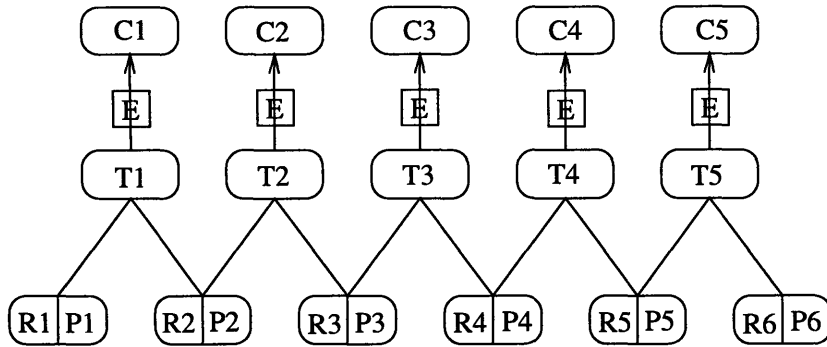 C1 C2 C3 C4 C5
E E E E E
T1 T2 T3 T4 T5
R1 P1 R2 P2 R3 P3 R4 P4 R5 P5 R6 P6